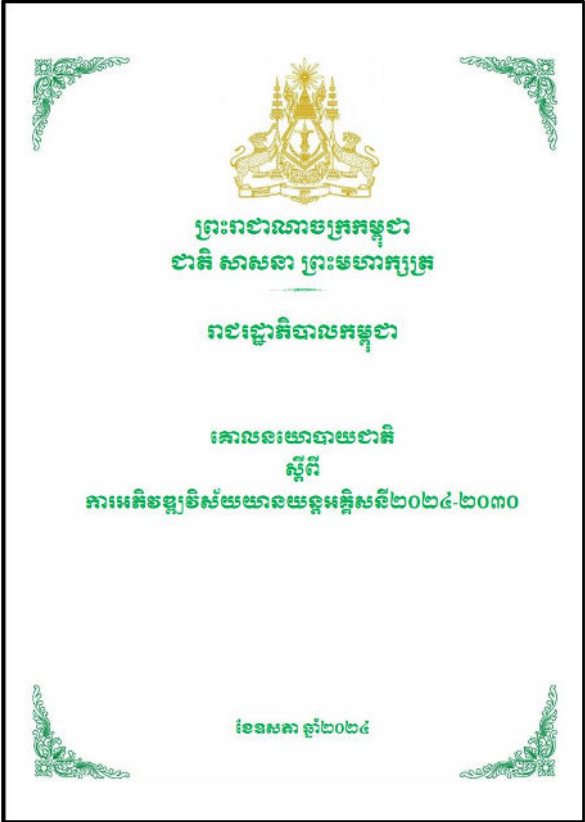 ព្រះរាជាណាចក្រកម្ពុជា
ជាតិ សាសនា ព្រះមហាក្សត្រ
រាជរដ្ឋាភិបាលកម្ពុជា
គោលនយោបាយជាតិ
ស្តីពី
ការអភិវឌ្ឍវិស័យយានយន្តអគ្គិសនី២០២៤-២០៣០
ខែឧសភា ឆ្នាំ២០២៤